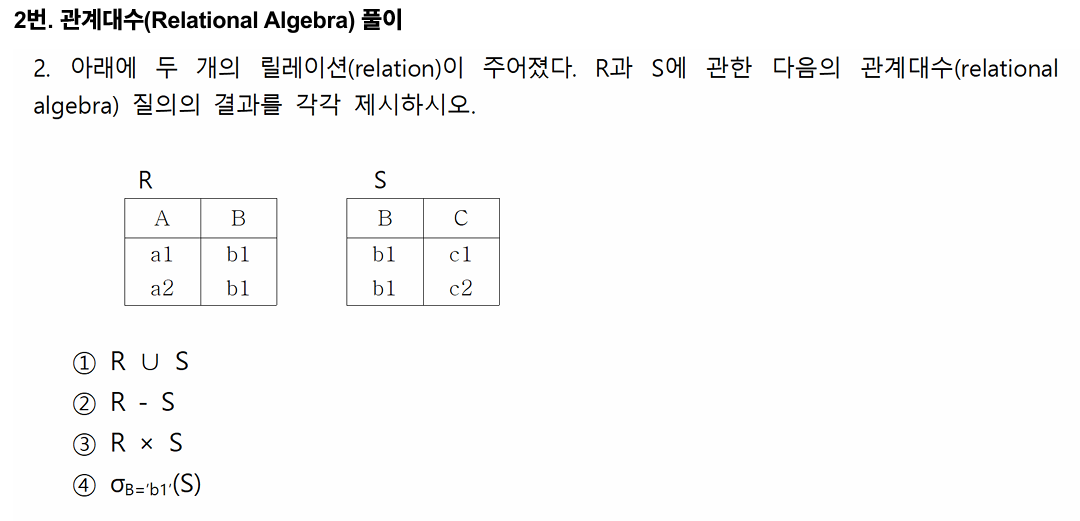 2번. 관계대수(Relational Algebra) 풀이
2. 아래에 두 개의 릴레이션(relation)이 주어졌다. R과 S에 관한 다음의 관계대수(relational
algebra) 질의의 결과를 각각 제시하시오.
R
A B
a1 b1
a2 b1
S
B C
b1 c1
b1 c2
① R ∪ S
② R - S
③ R × S
④ σB='b1'(S)